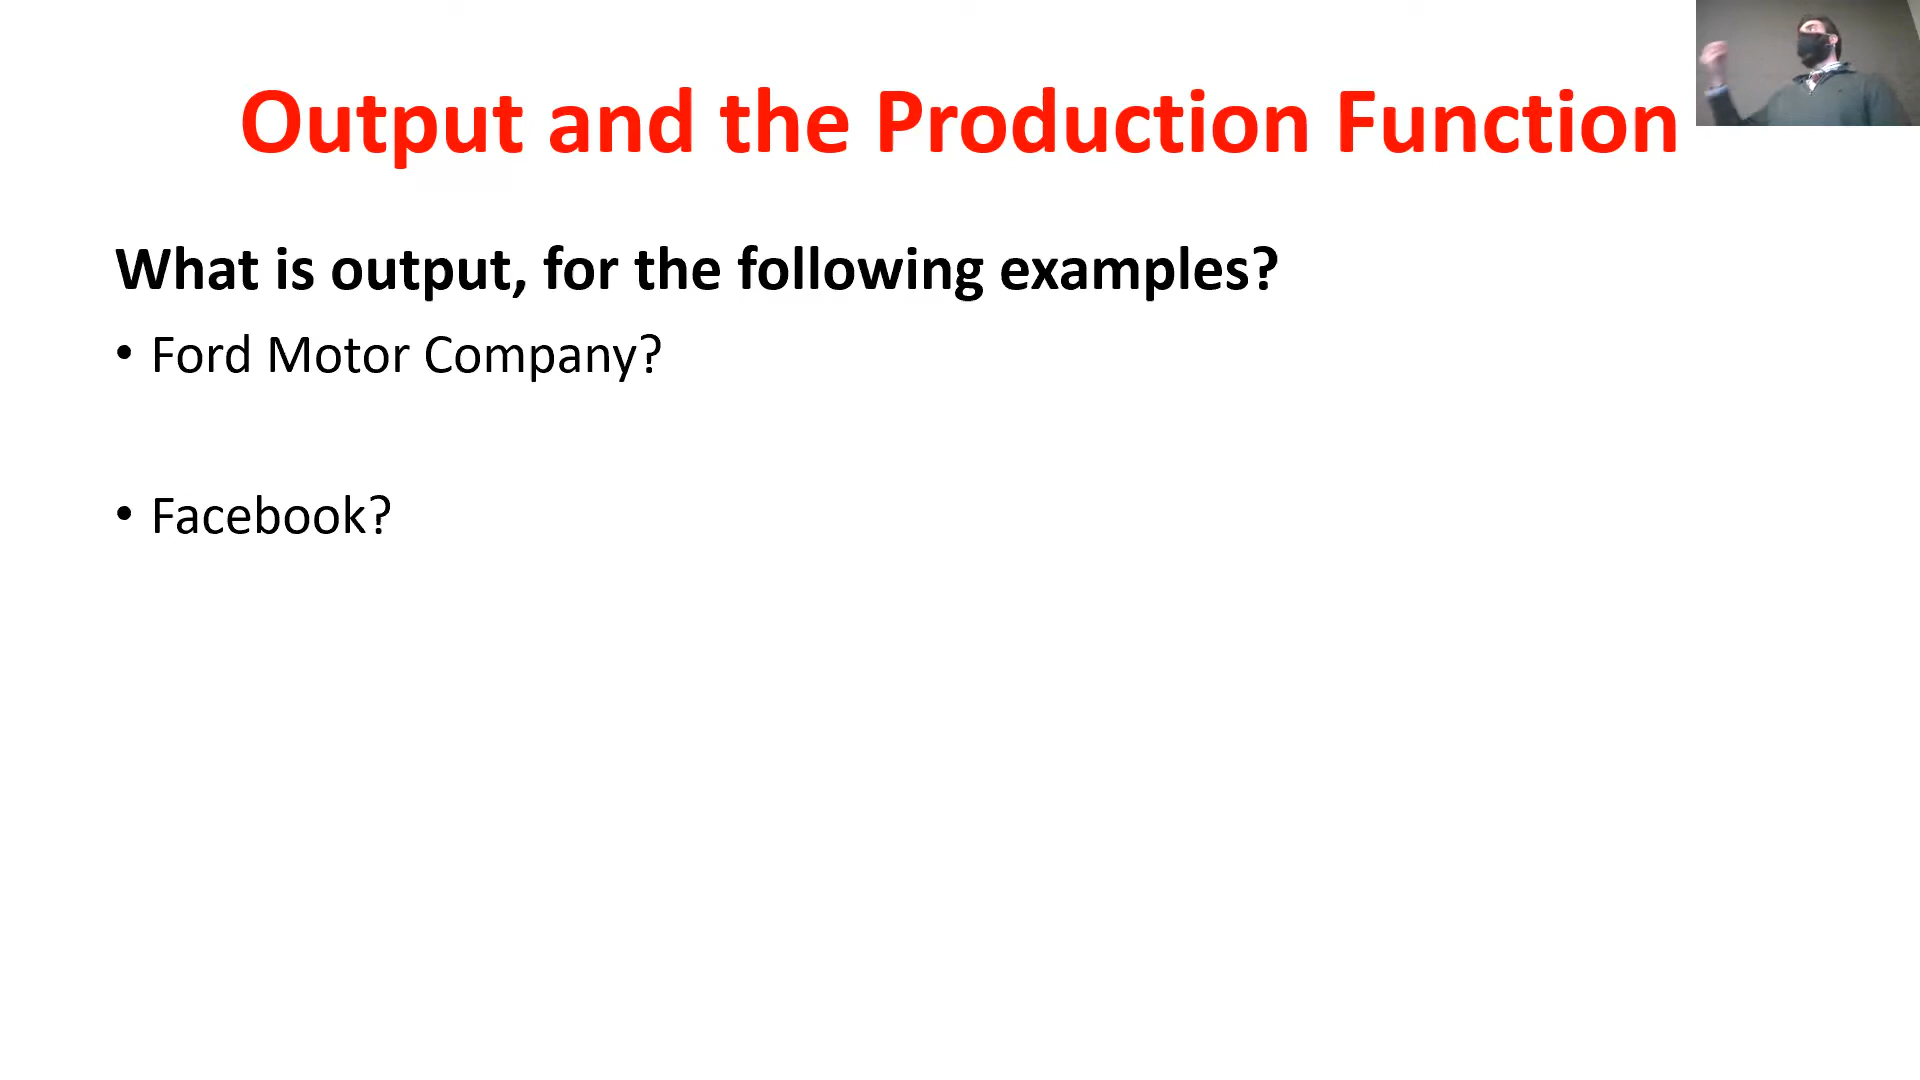 Output and the Production Function
What is output, for the following examples?
• Ford Motor Company?
• Facebook?